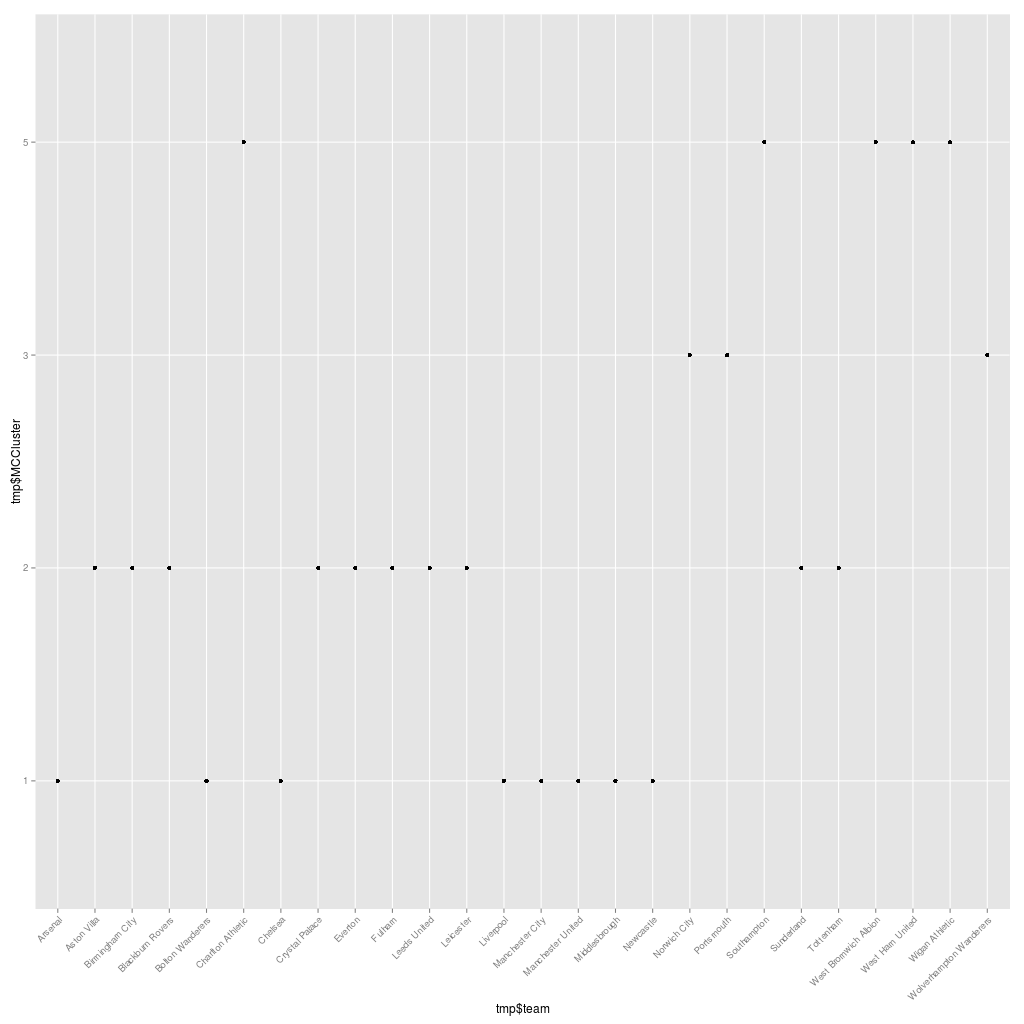 5
3
2
1
tmp$MCCluster
Arsenal
Aston Villa
Birmingham City
Blackburn Rovers
Bolton Wanderers
Charlton Athletic
Chelsea
Crystal Palace
Everton
Fulham
Leeds United
Leicester
Liverpool
Manchester City
Manchester United
Middlesbrough
Newcastle
Norwich City
Portsmouth
Southampton
Sunderland
Tottenham
West Bromwich Albion
West Ham United
Wigan Athletic
Wolverhampton Wanderers
tmp$team